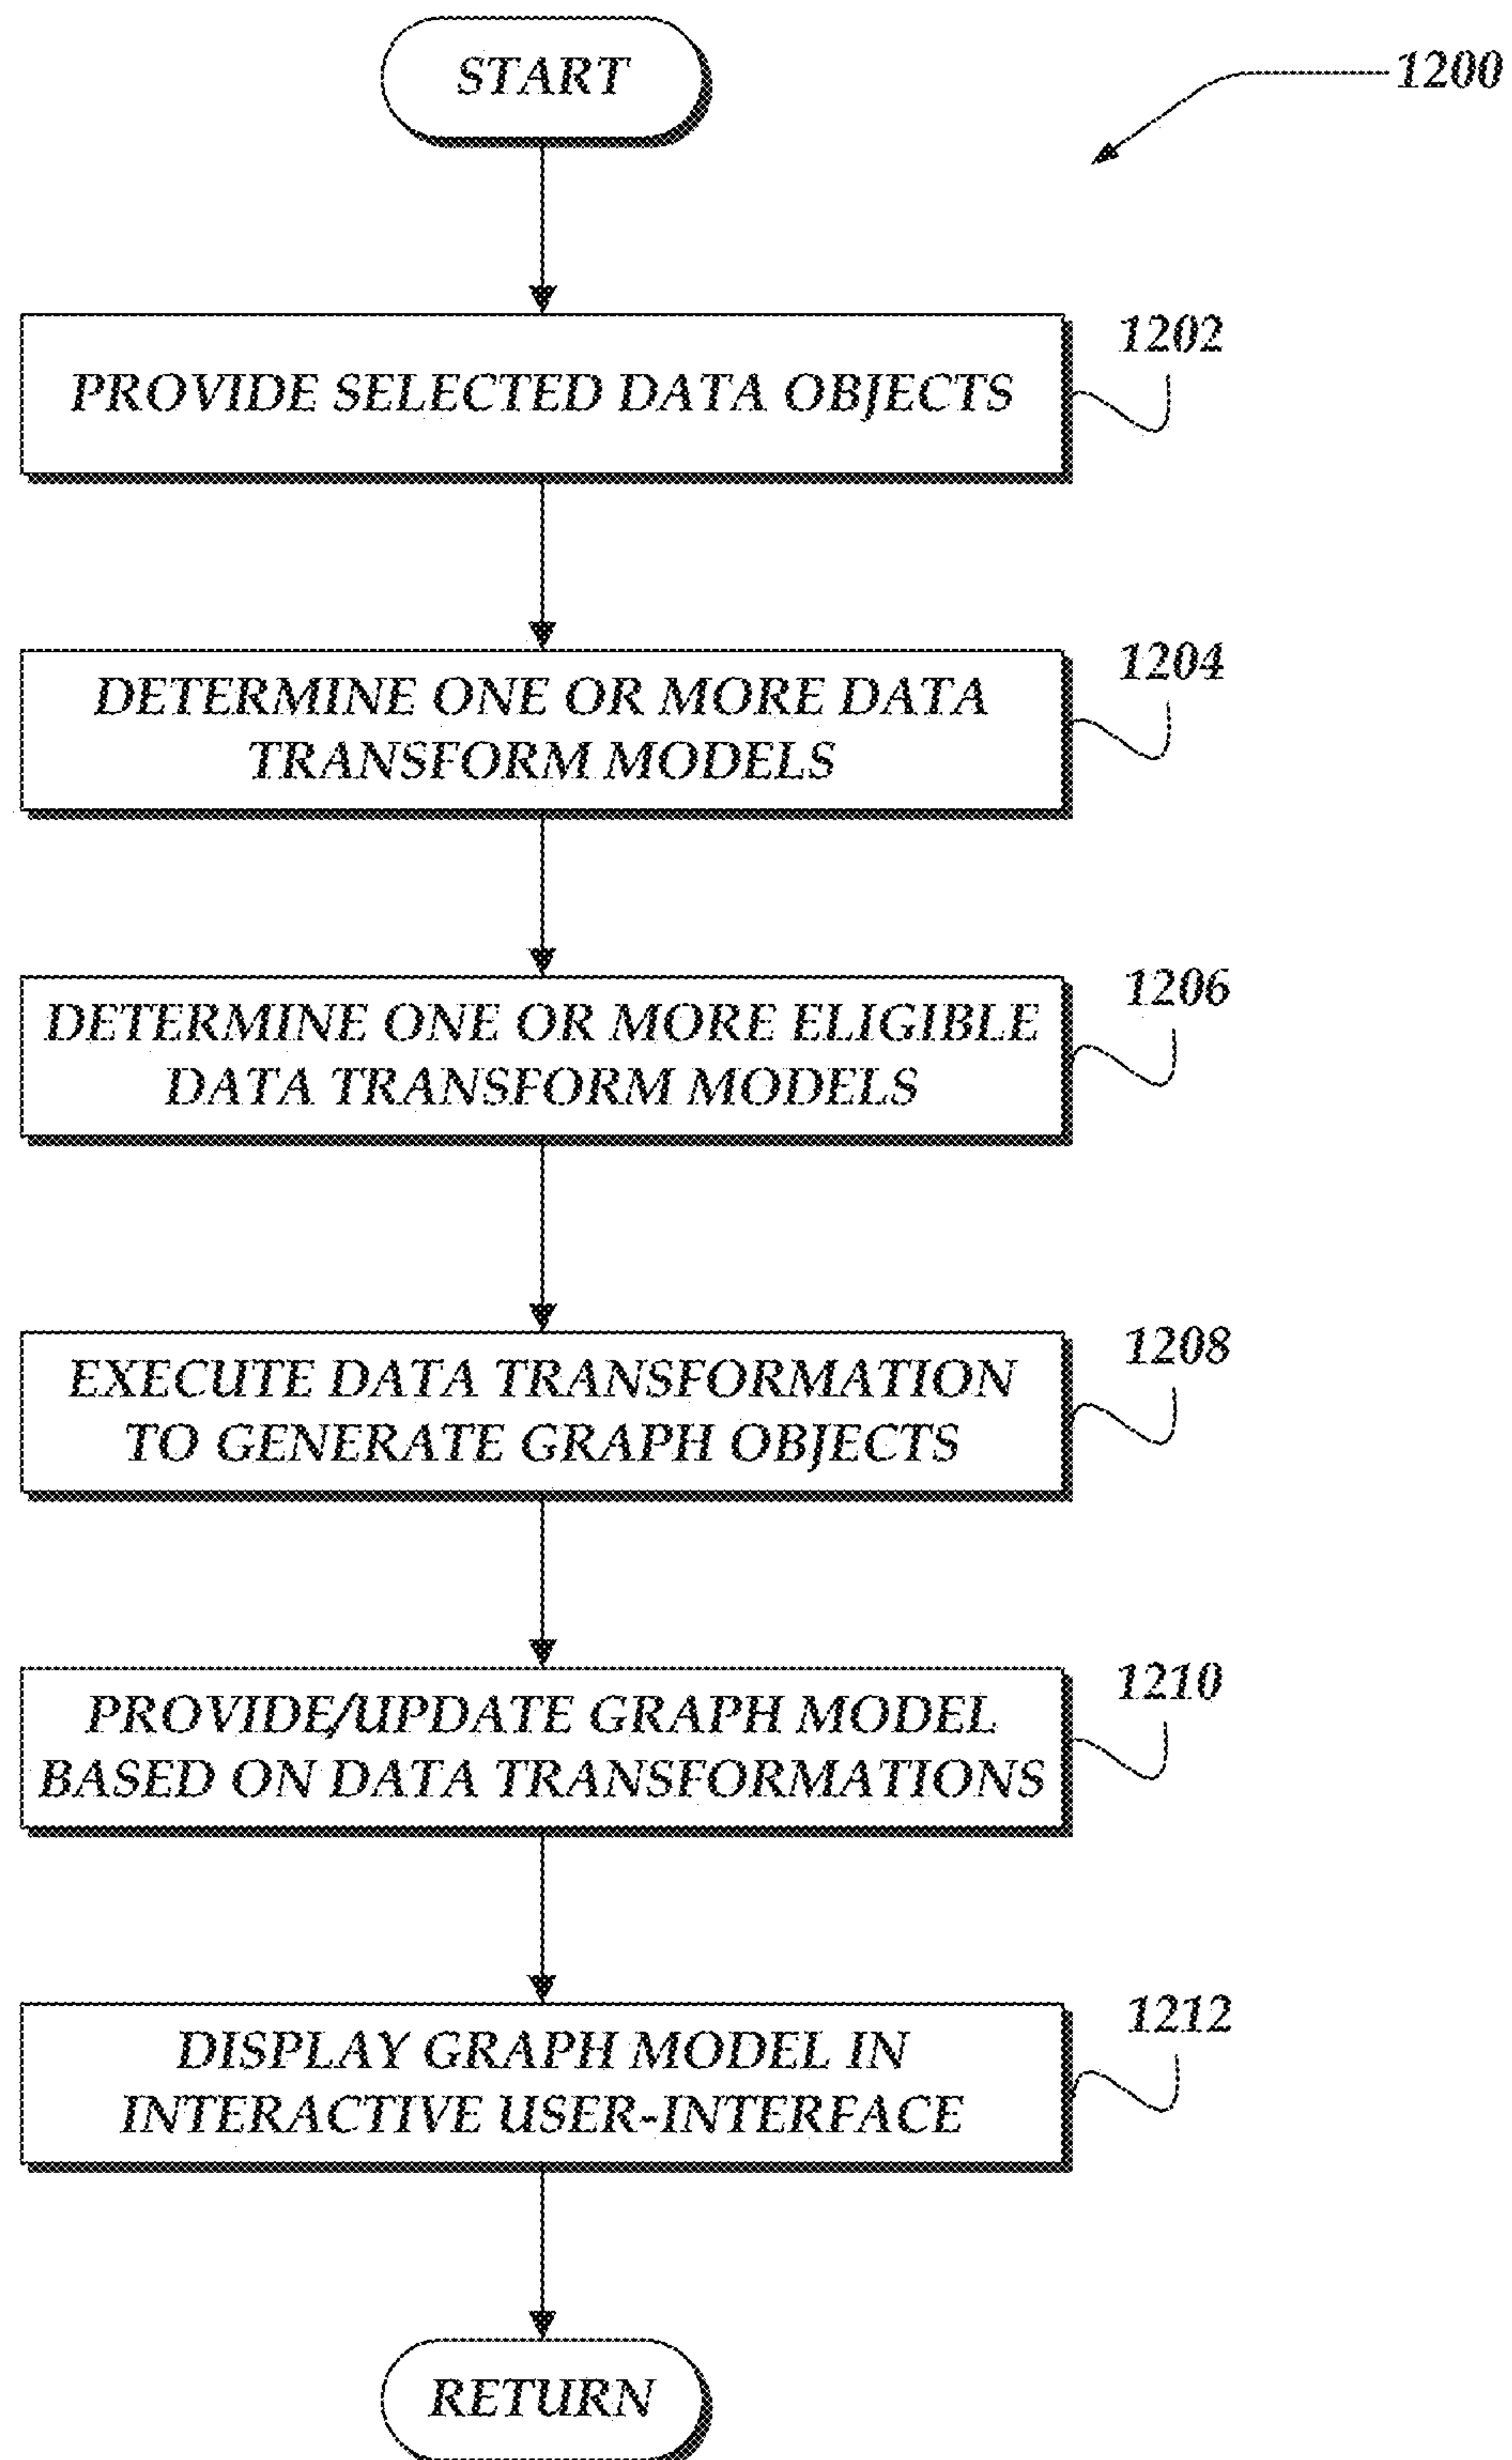 START
1200
PROVIDE SELECTED DATA OBJECTS
1202
DETERMINE ONE OR MORE DATA
TRANSFORM MODELS
1204
DETERMINE ONE OR MORE ELIGIBLE
DATA TRANSFORM MODELS
1206
EXECUTE DATA TRANSFORMATION
TO GENERATE GRAPH OBJECTS
1208
PROVIDE/UPDATE GRAPH MODEL
BASED ON DATA TRANSFORMATIONS
1210
DISPLAY GRAPH MODEL IN
INTERACTIVE USER-INTERFACE
1212
RETURN